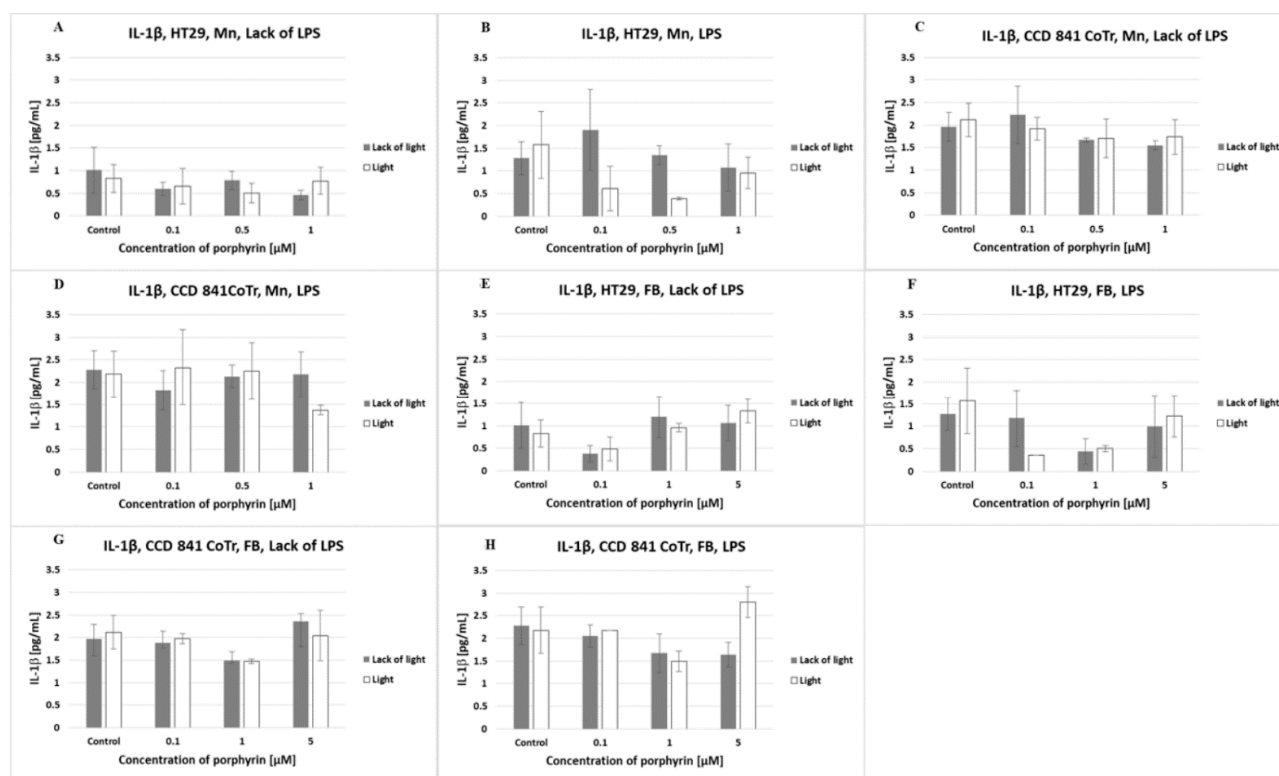 A
IL-1β, HT29, Mn, Lack of LPS
3.5
3
2.5
2
1.5
1
0.5
0
IL-1β [pg/mL]
Control 0.1 0.5 1
Concentration of porphyrin [µM]
Lack of light
Light
B
IL-1β, HT29, Mn, LPS
3.5
3
2.5
2
1.5
1
0.5
0
IL-1β [pg/mL]
Control 0.1 0.5 1
Concentration of porphyrin [µM]
Lack of light
Light
C
IL-1β, CCD 841 CoTr, Mn, Lack of LPS
3.5
3
2.5
2
1.5
1
0.5
0
IL-1β [pg/mL]
Control 0.1 0.5 1
Concentration of porphyrin [µM]
Lack of light
Light
D
IL-1β, CCD 841CoTr, Mn, LPS
3.5
3
2.5
2
1.5
1
0.5
0
IL-1β [pg/mL]
Control 0.1 0.5 1
Concentration of porphyrin [µM]
Lack of light
Light
E
IL-1β, HT29, FB, Lack of LPS
3.5
3
2.5
2
1.5
1
0.5
0
IL-1β [pg/mL]
Control 0.1 1 5
Concentration of porphyrin [µM]
Lack of light
Light
F
IL-1β, HT29, FB, LPS
3.5
3
2.5
2
1.5
1
0.5
0
IL-1β [pg/mL]
Control 0.1 1 5
Concentration of porphyrin [µM]
Lack of light
Light
G
IL-1β, CCD 841 CoTr, FB, Lack of LPS
3.5
3
2.5
2
1.5
1
0.5
0
IL-1β [pg/mL]
Control 0.1 1 5
Concentration of porphyrin [µM]
Lack of light
Light
H
IL-1β, CCD 841 CoTr, FB, LPS
3.5
3
2.5
2
1.5
1
0.5
0
IL-1β [pg/mL]
Control 0.1 1 5
Concentration of porphyrin [µM]
Lack of light
Light